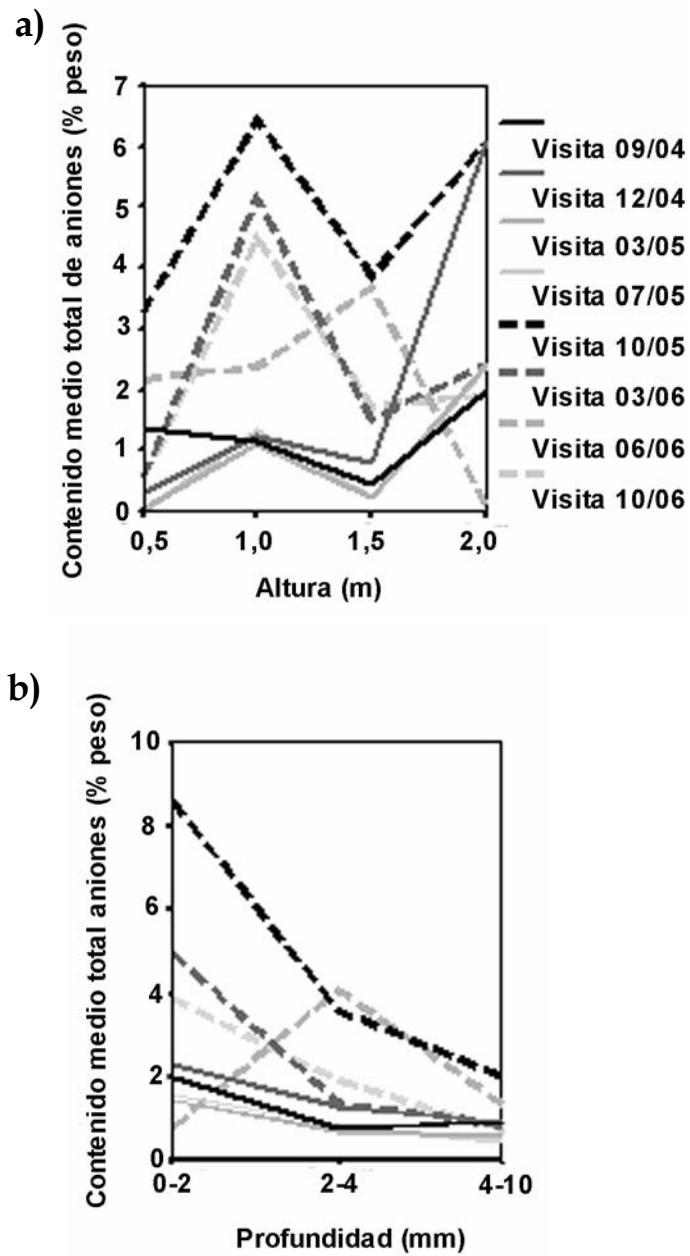 a)
Contenido medio total de aniones (% peso)
7
6
5
4
3
2
1
0
0,5 1,0 1,5 2,0
Altura (m)
Visita 09/04
Visita 12/04
Visita 03/05
Visita 07/05
Visita 10/05
Visita 03/06
Visita 06/06
Visita 10/06
b)
Contenido medio total aniones (% peso)
10
8
6
4
2
0
0-2 2-4 4-10
Profundidad (mm)